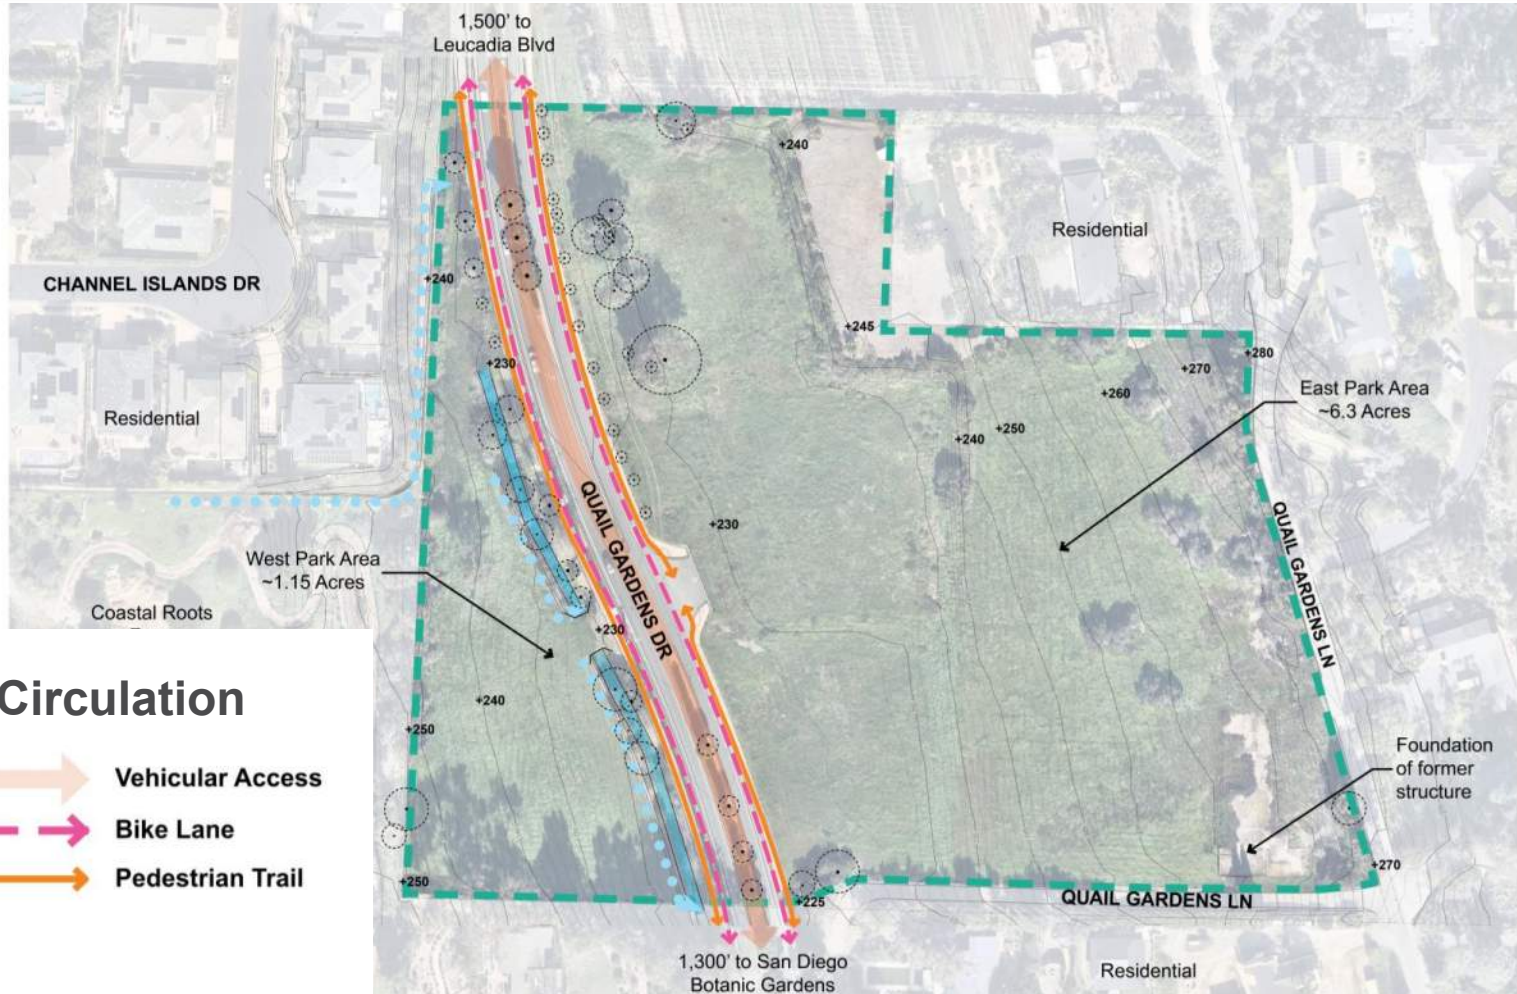 1,500' to
Leucadia Blvd
+240
Residential
CHANNEL ISLANDS DR
+240
+245
+280
+230
+270
+260
East Park Area
~6.3 Acres
Residential
+250
+240
QUAIL GARDENS DR
+230
QUAIL GARDENS LN
West Park Area
~1.15 Acres
Coastal Roots
+230
Circulation
+240
+250
Vehicular Access
Bike Lane
Pedestrian Trail
Foundation
of former
structure
+270
+250
+225
QUAIL GARDENS LN
1,300' to San Diego
Botanic Gardens
Residential